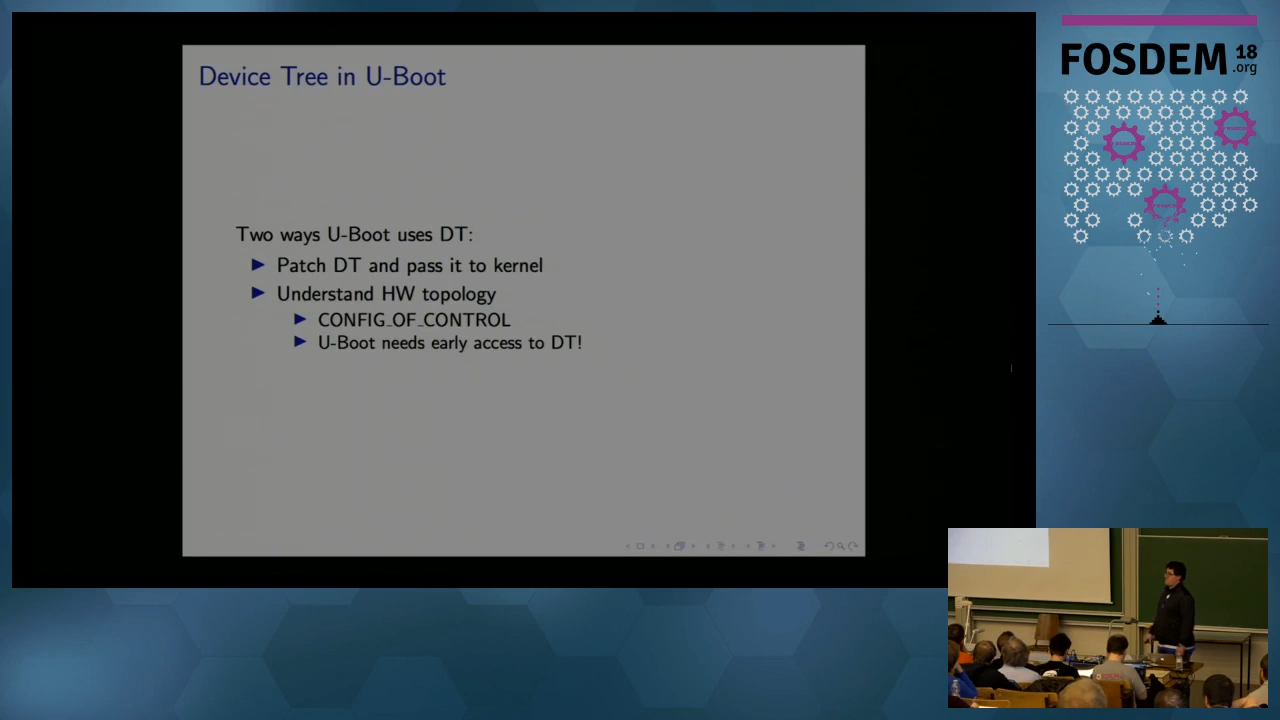 Device Tree in U-Boot
Two ways U-Boot uses DT:
Patch DT and pass it to kernel
Understand HW topology
CONFIG_OF_CONTROL
U-Boot needs early access to DT!
FOSDEM 18
.org